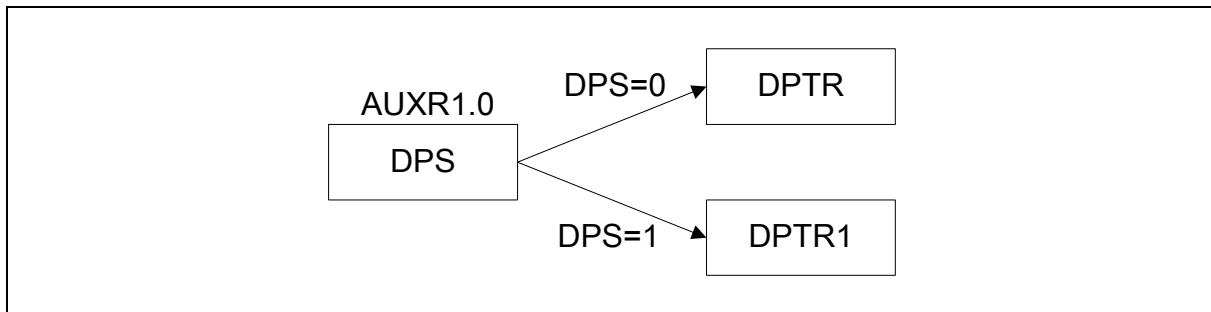 DPS=0
DPTR
AUXR1.0
DPS
DPS=1
DPTR1